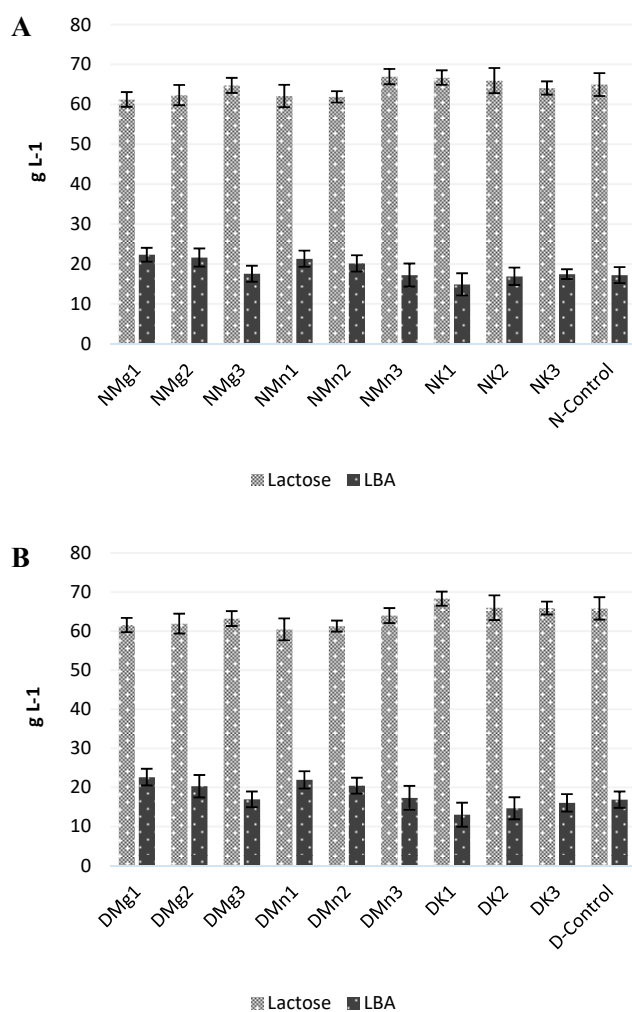 A
80
70
60
50
40
30
20
10
0
g L-1
NMg1 NMg2 NMg3 NMn1 NMn2 NMn3 NK1 NK2 NK3 N-Control
Lactose LBA
B
80
70
60
50
40
30
20
10
0
g L-1
DMg1 DMg2 DMg3 DMn1 DMn2 DMn3 DK1 DK2 DK3 D-Control
Lactose LBA